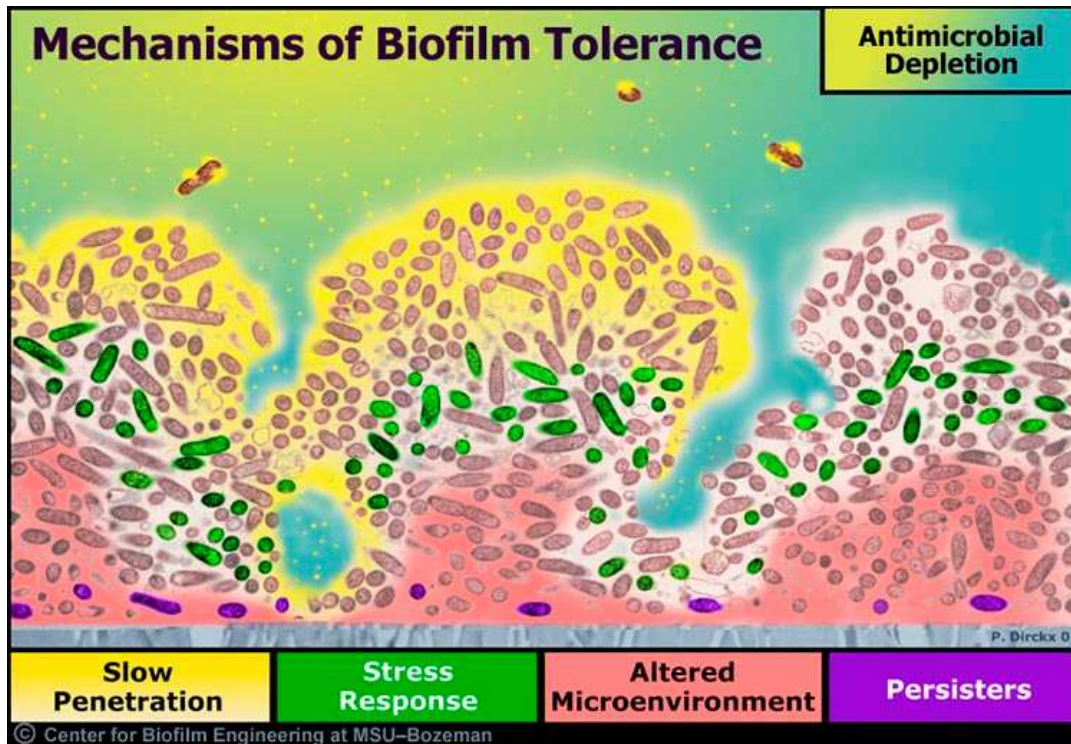 Mechanisms of Biofilm Tolerance
Antimicrobial
Depletion
P. Dirckx 0
Slow
Penetration
Stress
Response
Altered
Microenvironment
Persisters
© Center for Biofilm Engineering at MSU–Bozeman